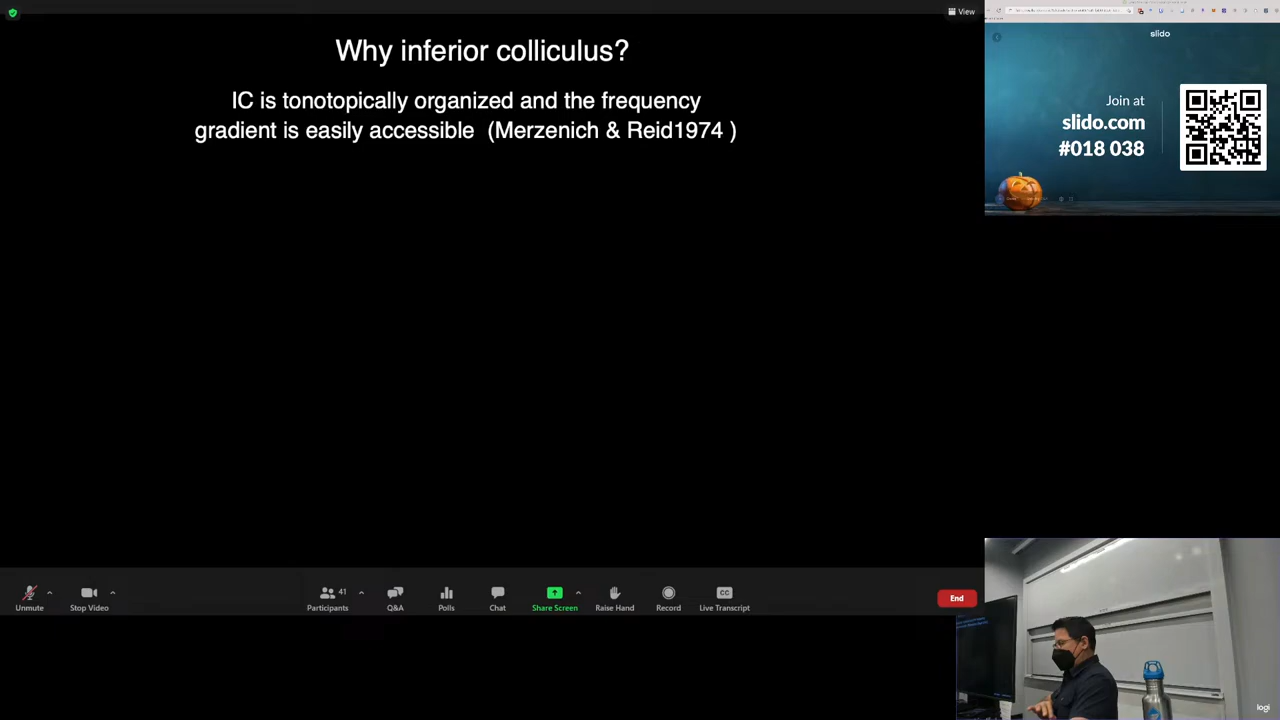 View
Why inferior colliculus?
IC is tonotopically organized and the frequency
gradient is easily accessible (Merzenich & Reid1974 )
slido
Join at
slido.com
#018 038
Unmute
Stop Video
41
Participants
Q&A
Polls
Chat
Share Screen
Raise Hand
Record
CC
Live Transcript
End
logi